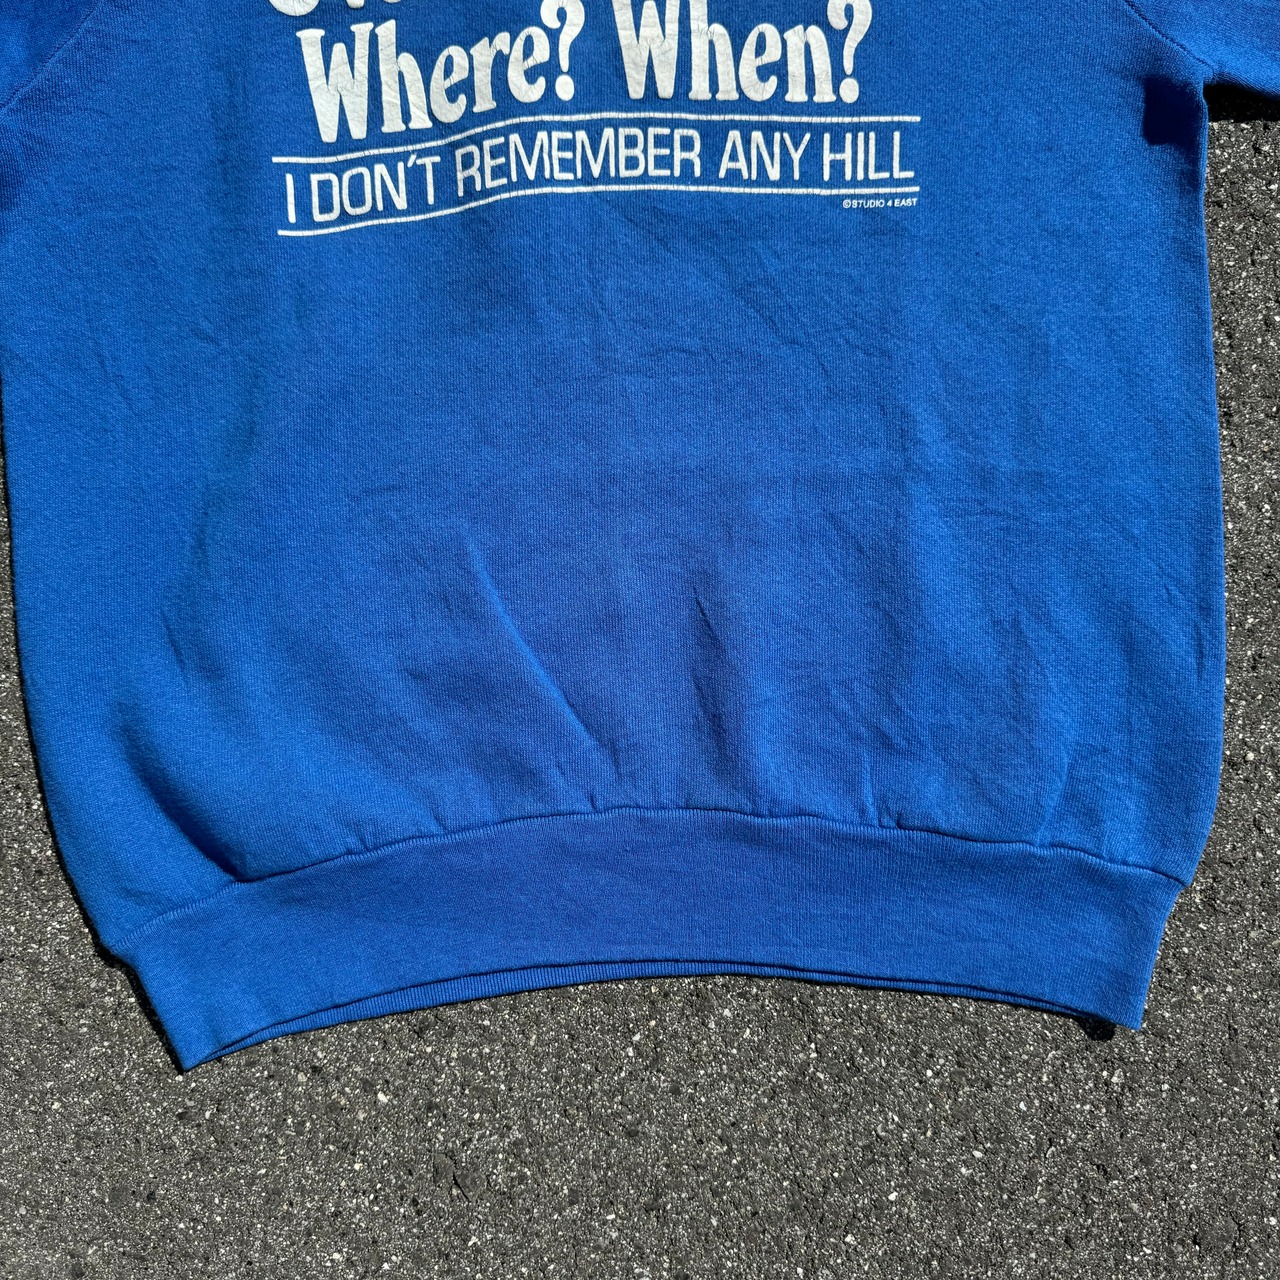 Where? When?
I DON'T REMEMBER ANY HILL
©STUDIO 4 EAST